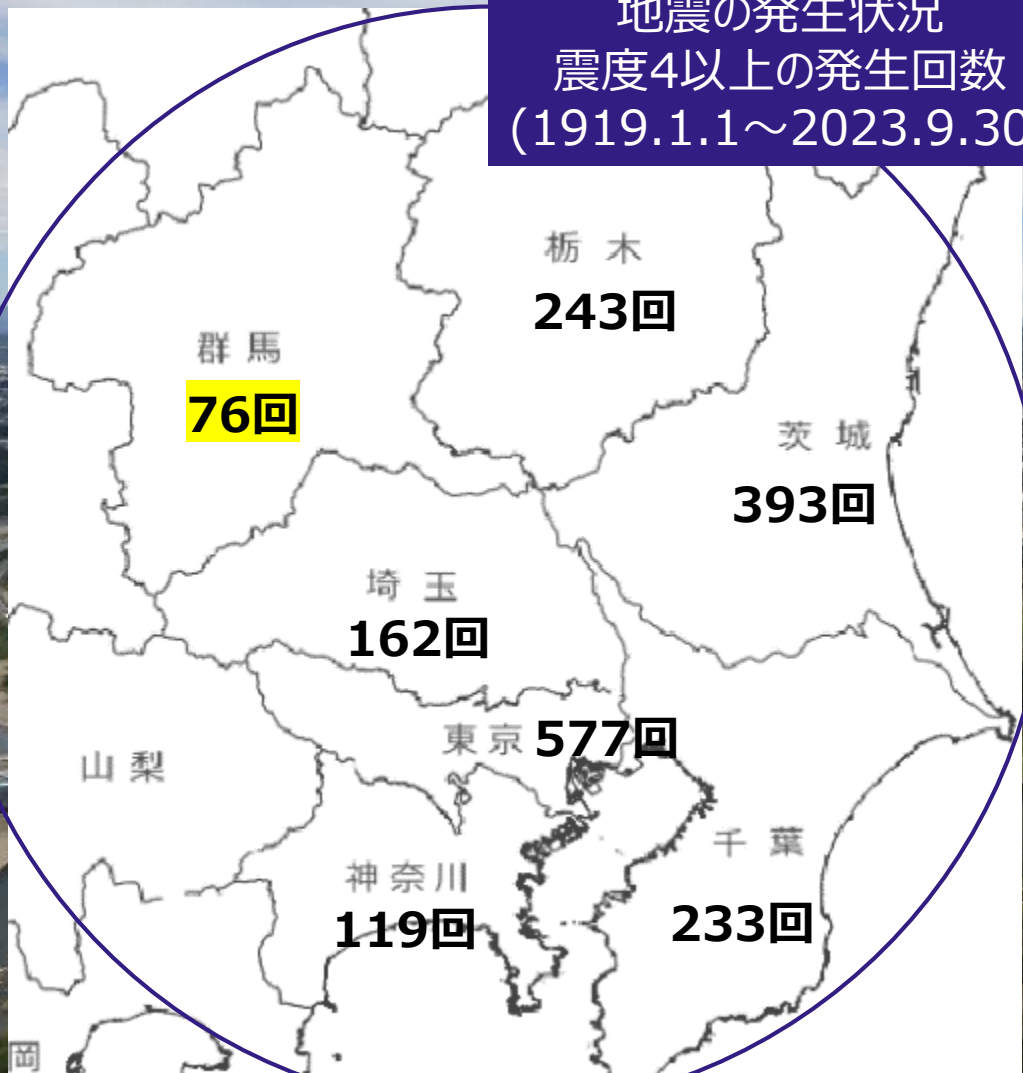 地震の発生状況
震度4以上の発生回数
(1919.1.1～2023.9.30
栃木
243回
群馬
76回
茨城
393回
埼玉
162回
東京 577回
山梨
千葉
233回
神奈川
119回
岡